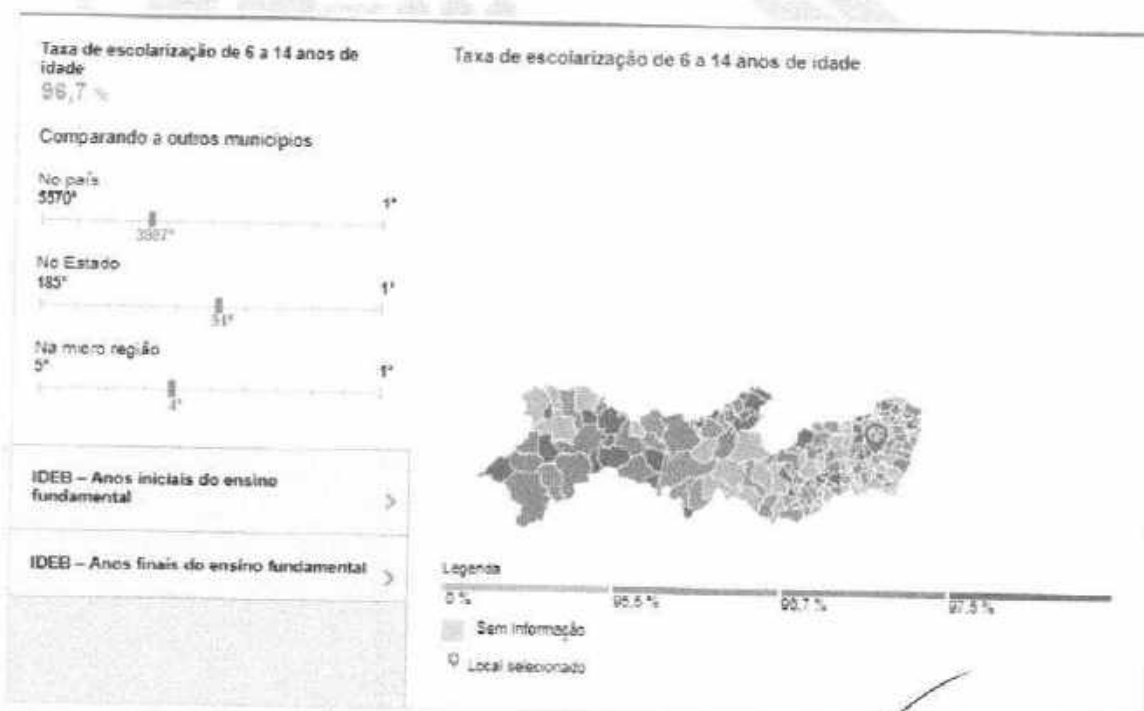 Taxa de escolarização de 6 a 14 anos de
idade
96,7 %
Comparando a outros municípios
No país
5570º
1º
3987º
No Estado
185º
1º
Na micro região
5º
1º
4º
IDEB – Anos iniciais do ensino
fundamental
IDEB – Anos finais do ensino fundamental
Taxa de escolarização de 6 a 14 anos de idade
Legenda
0 %
95,6 %
96,7 %
Sem informação
Local selecionado